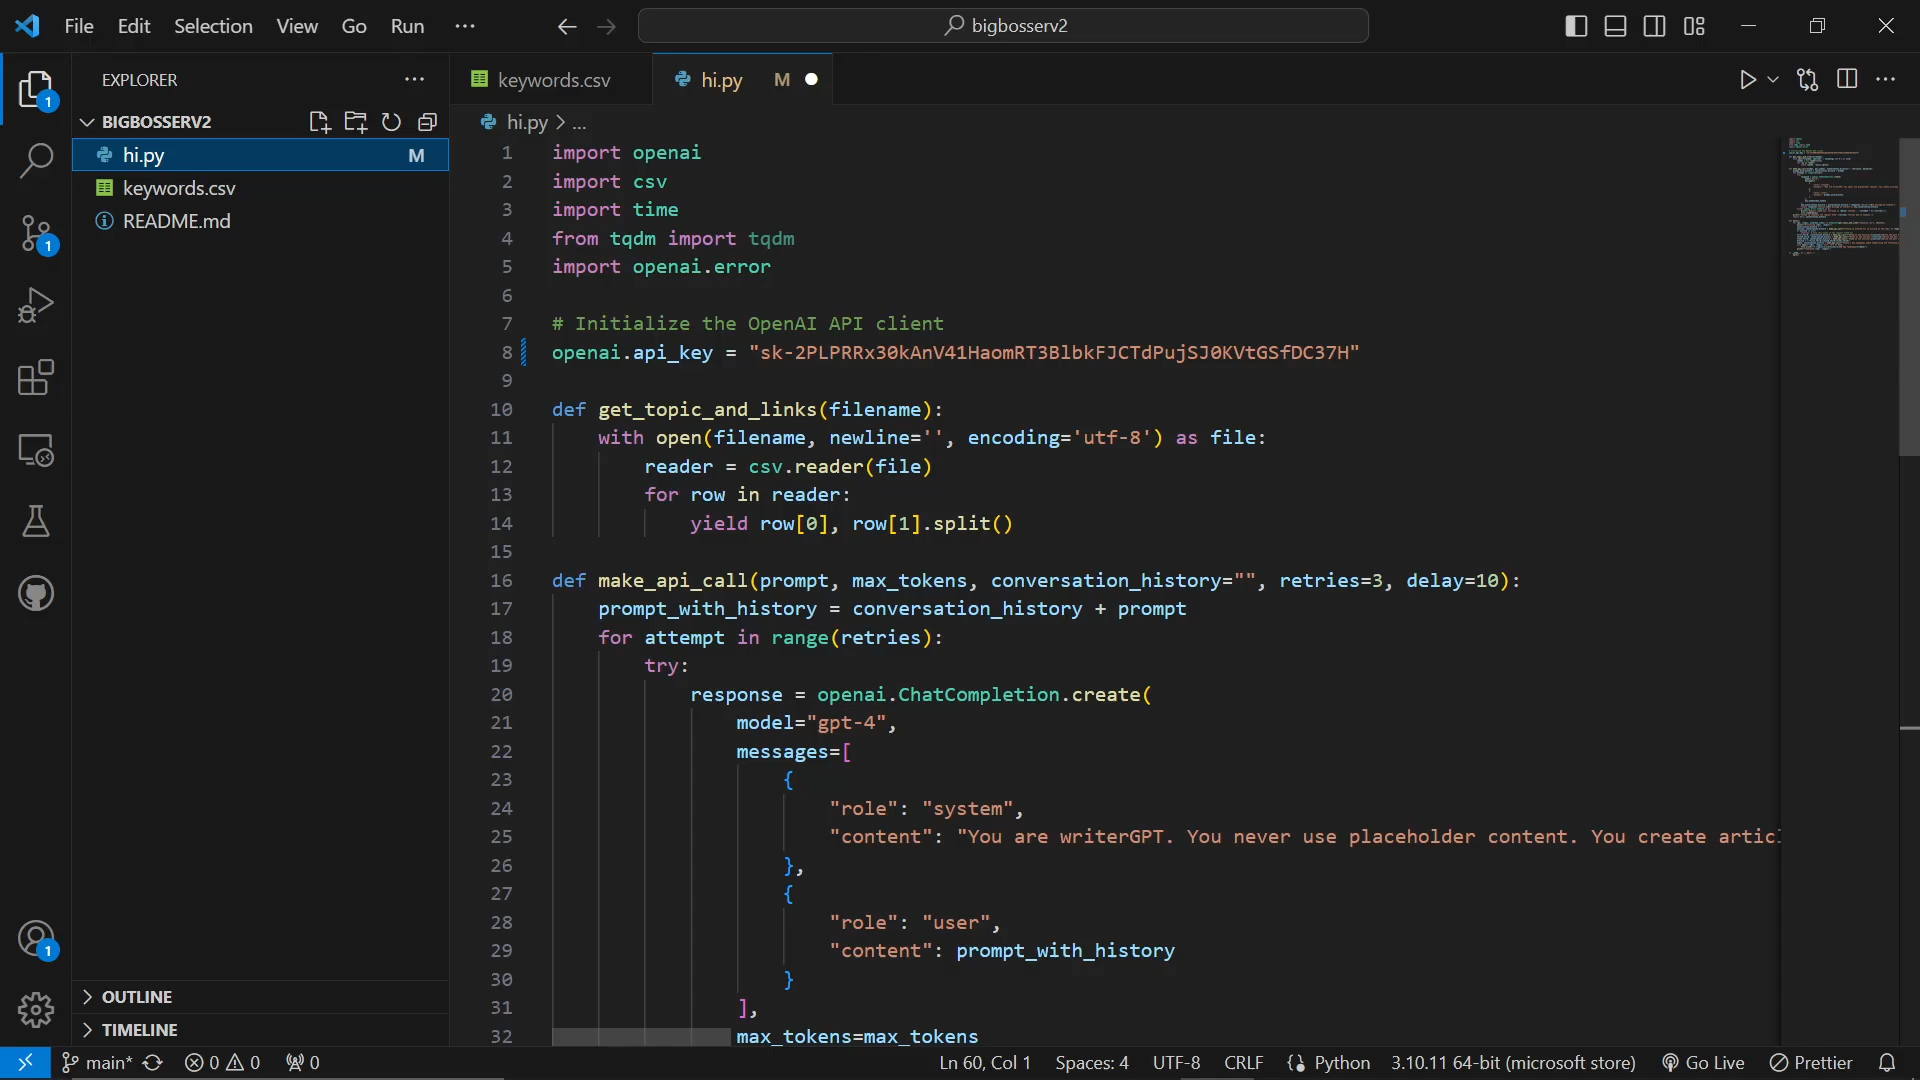 File Edit Selection View Go Run ... bigbosserv2
EXPLORER ...
BIGBOSSERV2
hi.py M
keywords.csv
README.md
1
1
1
OUTLINE
TIMELINE
keywords.csv hi.py M
hi.py > ...
1 import openai
2 import csv
3 import time
4 from tqdm import tqdm
5 import openai.error
6
7 # Initialize the OpenAI API client
8 openai.api_key = ""
9
10 def get_topic_and_links(filename):
11 with open(filename, newline='', encoding='utf-8') as file:
12 reader = csv.reader(file)
13 for row in reader:
14 yield row[0], row[1].split()
15
16 def make_api_call(prompt, max_tokens, conversation_history="", retries=3, delay=10):
17 prompt_with_history = conversation_history + prompt
18 for attempt in range(retries):
19 try:
20 response = openai.ChatCompletion.create(
21 model="gpt-4",
22 messages=[
23 {
24 "role": "system",
25 "content": "You are writerGPT. You never use placeholder content. You create
26 },
27 {
28 "role": "user",
29 "content": prompt_with_history
30 }
31 ],
32 max_tokens=max_tokens
main* 0 0 0 Ln 60, Col 1 Spaces: 4 UTF-8 CRLF Python 3.10.11 64-bit (microsoft store) Go Live Prettier